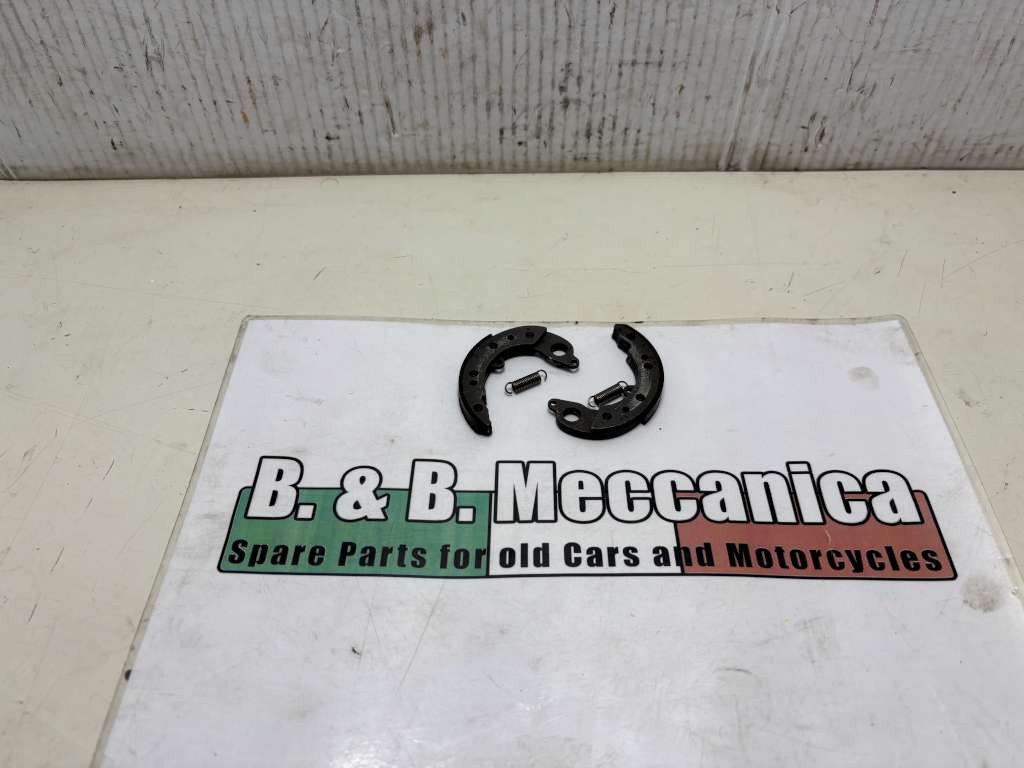 B. & B. Meccanica
Spare Parts for old Cars and Motorcycles